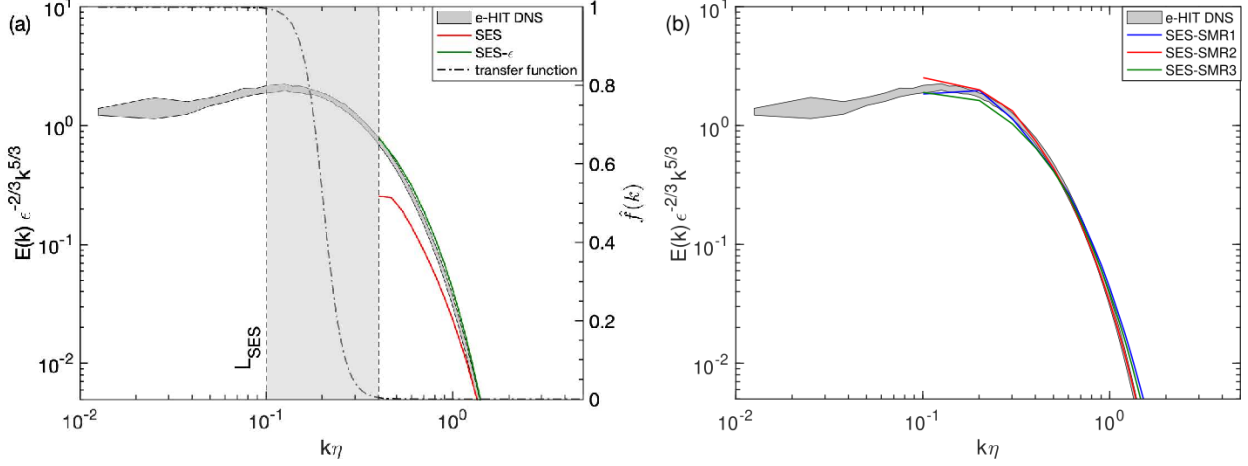 (a)
10^1
10^0
10^-1
10^-2
E(k) ϵ^-2/3 k^5/3
e-HIT DNS
SES
SES-ϵ
transfer function
1
0.8
0.6
0.4
0.2
0
f̂(k)
L_SES
10^-2
10^-1
10^0
kη
(b)
10^1
10^0
10^-1
10^-2
E(k) ϵ^-2/3 k^5/3
e-HIT DNS
SES-SMR1
SES-SMR2
SES-SMR3
10^-2
10^-1
10^0
kη